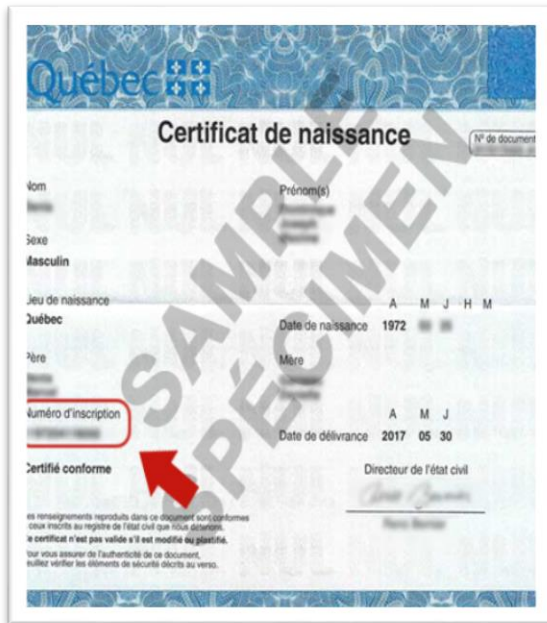 Québec
Certificat de naissance
N° de document
Nom
Prénom(s)
Sexe
Masculin
Lieu de naissance
Québec
A M J H M
Date de naissance 1972
Père
Mère
Numéro d'inscription
A M J
Date de délivrance 2017 05 30
Certifié conforme
Directeur de l'état civil
es renseignements reproduits dans ce document sont conformes
ceux inscrits au registre de l'état civil que nous détenons.
e certificat n'est pas valide s'il est modifié ou plastifié.
our vous assurer de l'authenticité de ce document,
euillez vérifier les éléments de sécurité décrits au verso.
SAMPLE
SPÉCIMEN